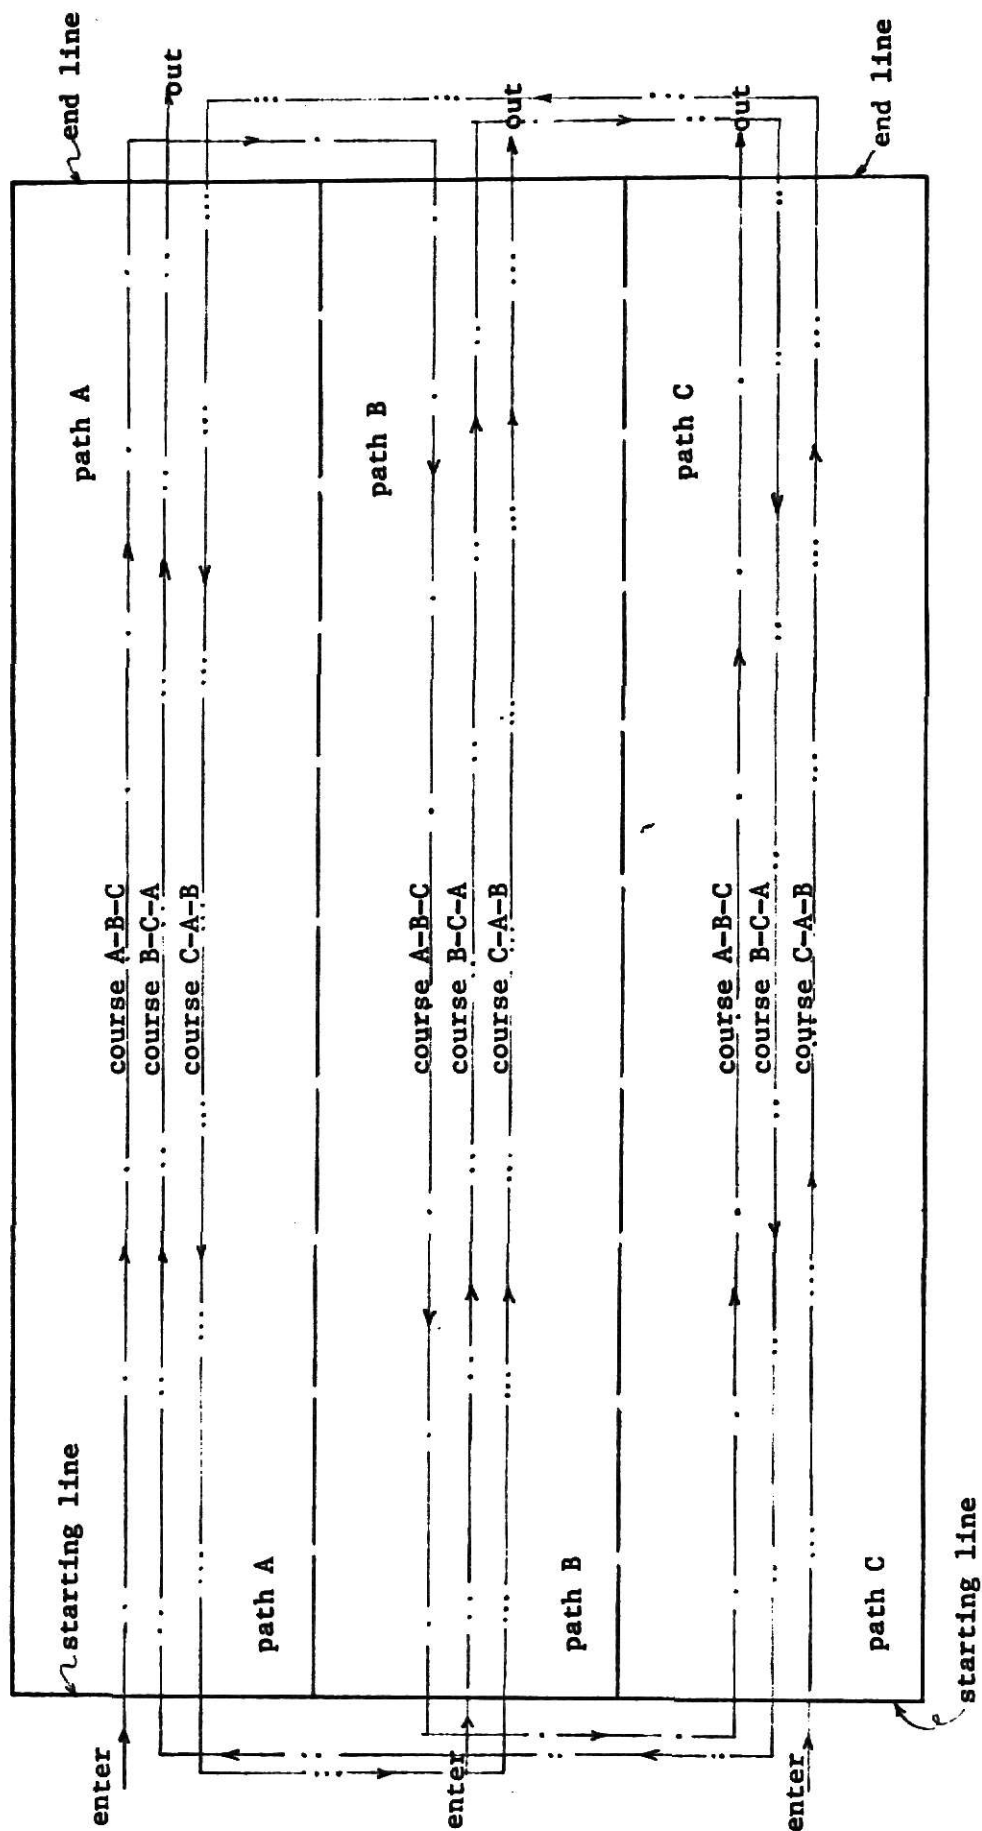 end line
out
path A
course A-B-C
course B-C-A
course C-A-B
path A
starting line
enter
out
path B
course A-B-C
course B-C-A
course C-A-B
path B
enter
end line
out
path C
course A-B-C
course B-C-A
course C-A-B
path C
starting line
enter